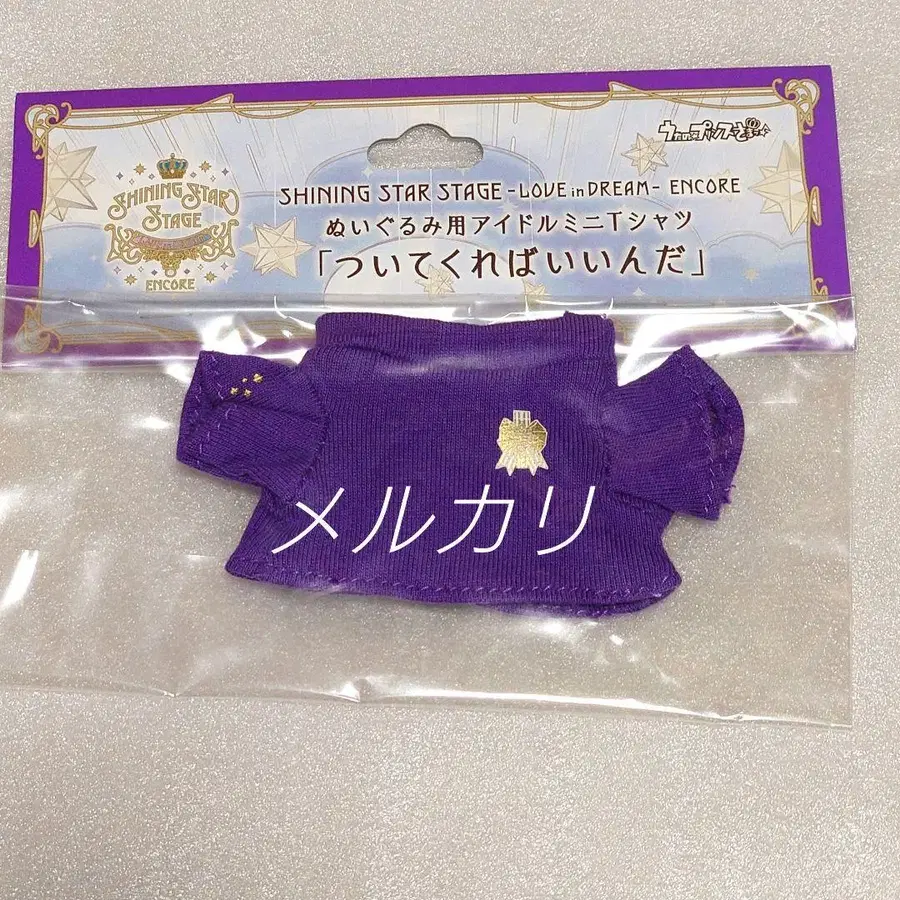 うたの☆プリンスさまっ♪
SHINING STAR STAGE
ENCORE
SHINING STAR STAGE -LOVE in DREAM- ENCORE
ぬいぐるみ用アイドルミニTシャツ
「ついてくればいいんだ」
メルカリ